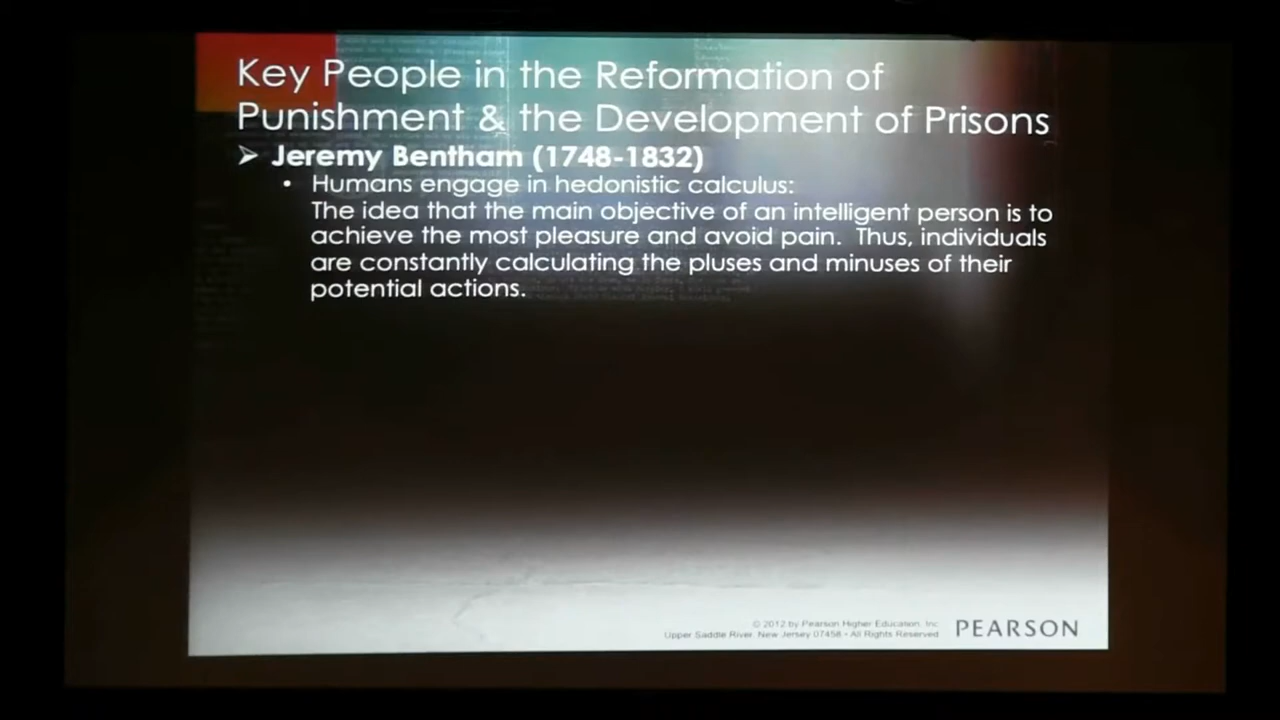 Key People in the Reformation of
Punishment & the Development of Prisons
➤ Jeremy Bentham (1748-1832)
• Humans engage in hedonistic calculus:
The idea that the main objective of an intelligent person is to
achieve the most pleasure and avoid pain. Thus, individuals
are constantly calculating the pluses and minuses of their
potential actions.
© 2012 by Pearson Higher Education, Inc
Upper Saddle River, New Jersey 07458 • All Rights Reserved
PEARSON